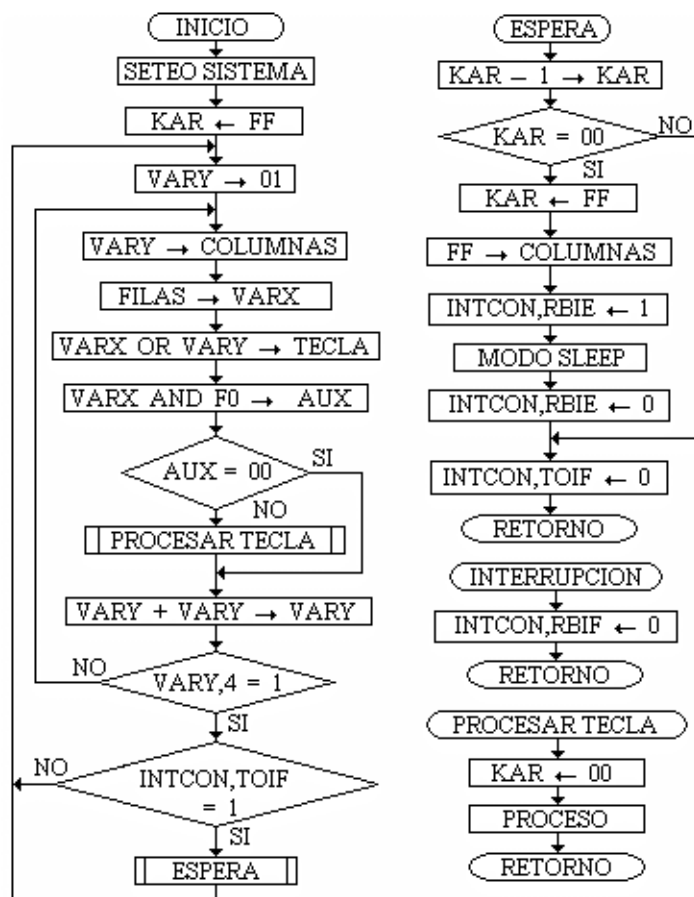 INICIO
SETEO SISTEMA
KAR ← FF
VARY → 01
VARY → COLUMNAS
FILAS → VARX
VARX OR VARY → TECLA
VARX AND F0 → AUX
AUX = 00
SI
NO
PROCESAR TECLA
VARY + VARY → VARY
NO
VARY,4 = 1
SI
NO
INTCON,TOIF
= 1
SI
ESPERA
ESPERA
KAR – 1 → KAR
NO
KAR = 00
SI
KAR ← FF
FF → COLUMNAS
INTCON,RBIE ← 1
MODO SLEEP
INTCON,RBIE ← 0
INTCON,TOIF ← 0
RETORNO
INTERRUPCION
INTCON,RBIF ← 0
RETORNO
PROCESAR TECLA
KAR ← 00
PROCESO
RETORNO